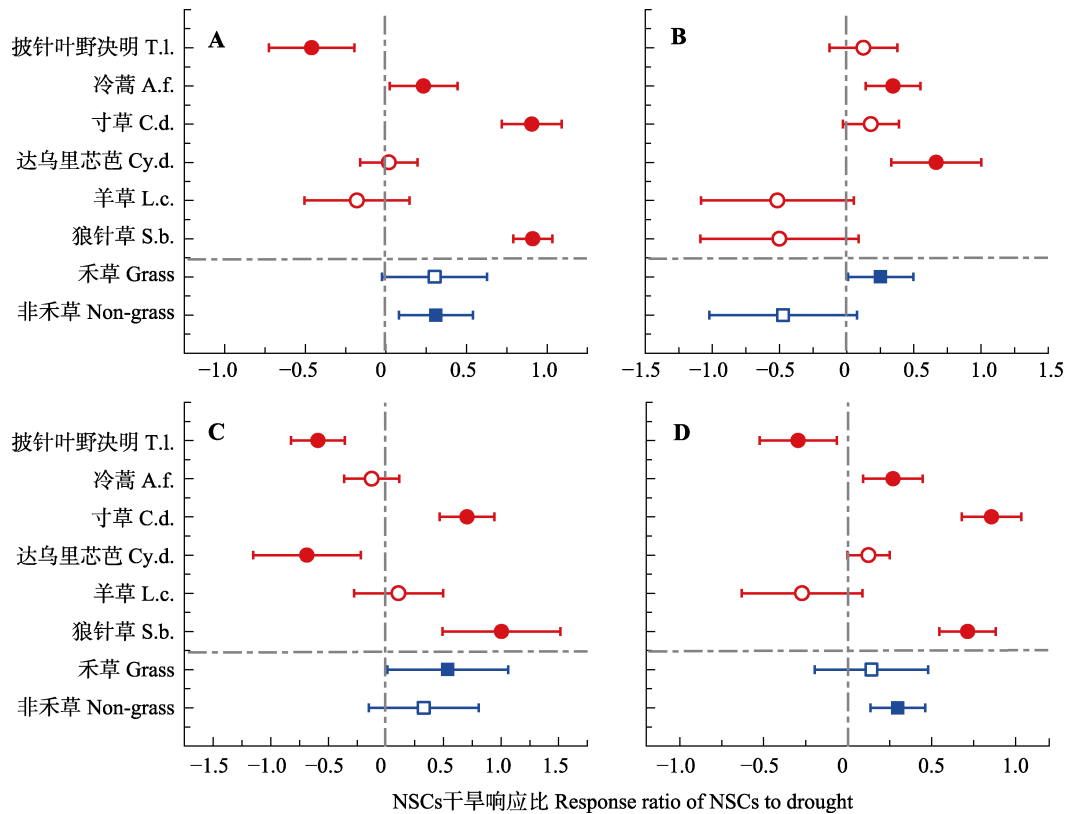 A
B
披针叶野决明 T.l.
冷蒿 A.f.
寸草 C.d.
达乌里芯芭 Cy.d.
羊草 L.c.
狼针草 S.b.
禾草 Grass
非禾草 Non-grass
−1.0 −0.5 0 0.5 1.0
−1.5 −1.0 −0.5 0 0.5 1.0 1.5
C
D
披针叶野决明 T.l.
冷蒿 A.f.
寸草 C.d.
达乌里芯芭 Cy.d.
羊草 L.c.
狼针草 S.b.
禾草 Grass
非禾草 Non-grass
−1.5 −1.0 −0.5 0 0.5 1.0 1.5
−1.0 −0.5 0 0.5 1.0
NSCs干旱响应比 Response ratio of NSCs to drought